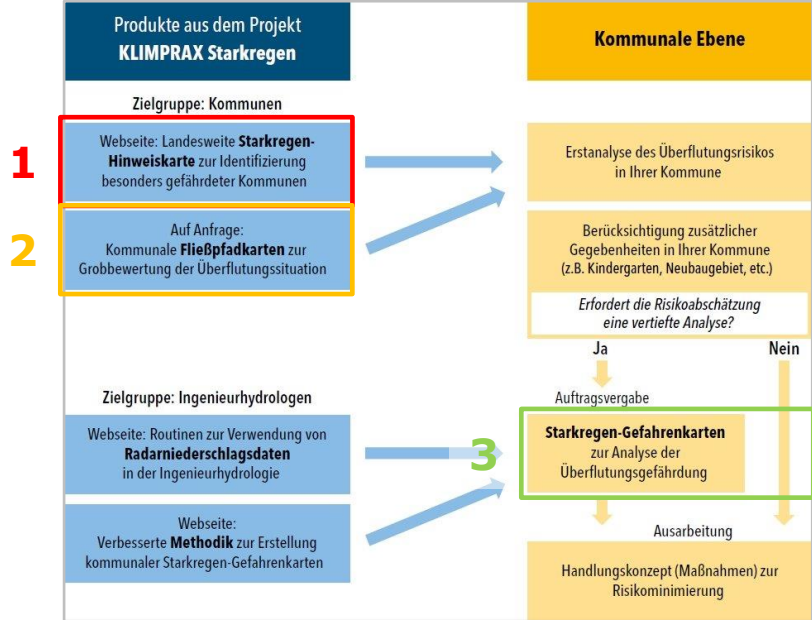 Produkte aus dem Projekt
KLIMPRAX Starkregen
Kommunale Ebene
Zielgruppe: Kommunen
1
Webseite: Landesweite Starkregen-
Hinweiskarte zur Identifizierung
besonders gefährdeter Kommunen
Erstanalyse des Überflutungsrisikos
in Ihrer Kommune
2
Auf Anfrage:
Kommunale Fließpfadkarten zur
Grobbewertung der Überflutungssituation
Berücksichtigung zusätzlicher
Gegebenheiten in Ihrer Kommune
(z.B. Kindergarten, Neubaugebiet, etc.)
Erfordert die Risikoabschätzung
eine vertiefte Analyse?
Ja
Nein
Zielgruppe: Ingenieurhydrologen
Auftragsvergabe
Webseite: Routinen zur Verwendung von
Radarniederschlagsdaten
in der Ingenieurhydrologie
3
Starkregen-Gefahrenkarten
zur Analyse der
Überflutungsgefährdung
Webseite:
Verbesserte Methodik zur Erstellung
kommunaler Starkregen-Gefahrenkarten
Ausarbeitung
Handlungskonzept (Maßnahmen) zur
Risikominimierung